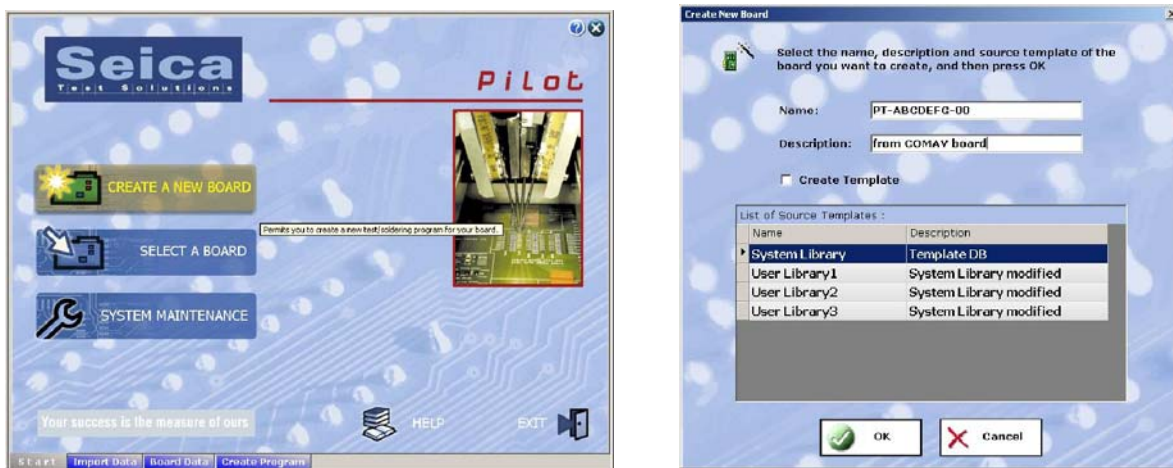 Seica
Test Solutions
Pilot
CREATE A NEW BOARD
Permits you to create a new test/soldering program for your board.
SELECT A BOARD
SYSTEM MAINTENANCE
Your success is the measure of ours
HELP
EXIT
Start Import Data Board Data Create Program
Create New Board
Select the name, description and source template of the
board you want to create, and then press OK
Name: PT-ABCDEFG-00
Description: from COMAV board
Create Template
List of Source Templates :
Name Description
System Library Template DB
User Library1 System Library modified
User Library2 System Library modified
User Library3 System Library modified
OK Cancel